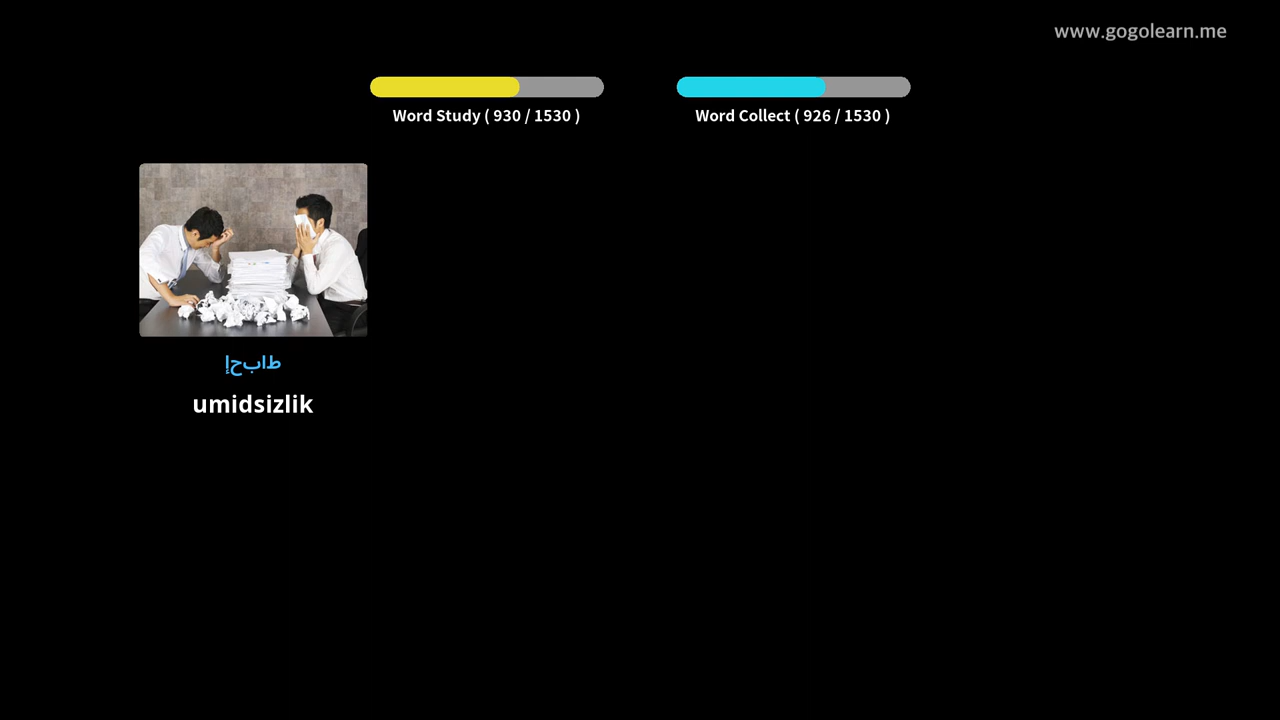 www.gogolearn.me
Word Study ( 930 / 1530 )
Word Collect ( 926 / 1530 )
طابحإ
umidsizlik